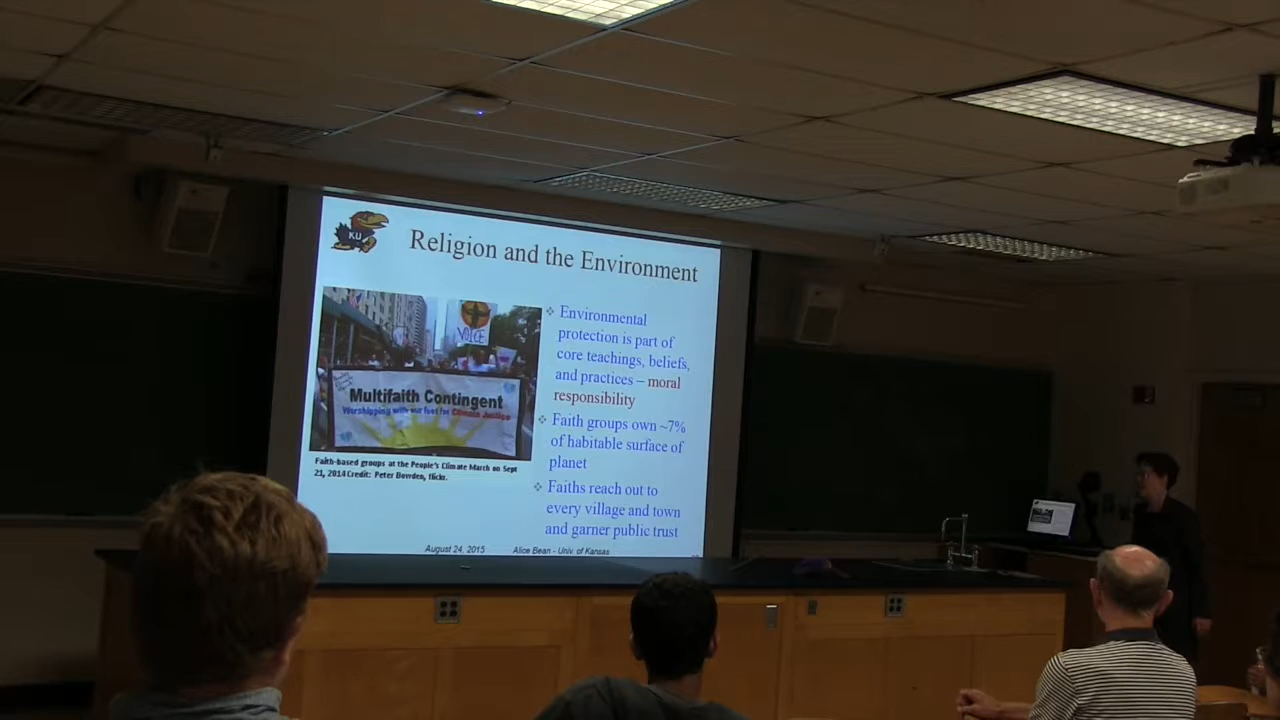 KU
Religion and the Environment
VOICE
Multifaith Contingent
Worshipping with our feet for Climate Justice
Faith-based groups at the People's Climate March on Sept
21, 2014 Credit: Peter Bowden, flickr.
Environmental
protection is part of
core teachings, beliefs,
and practices – moral
responsibility
Faith groups own ~7%
of habitable surface of
planet
Faiths reach out to
every village and town
and garner public trust
August 24, 2015
Alice Bean - Univ. of Kansas